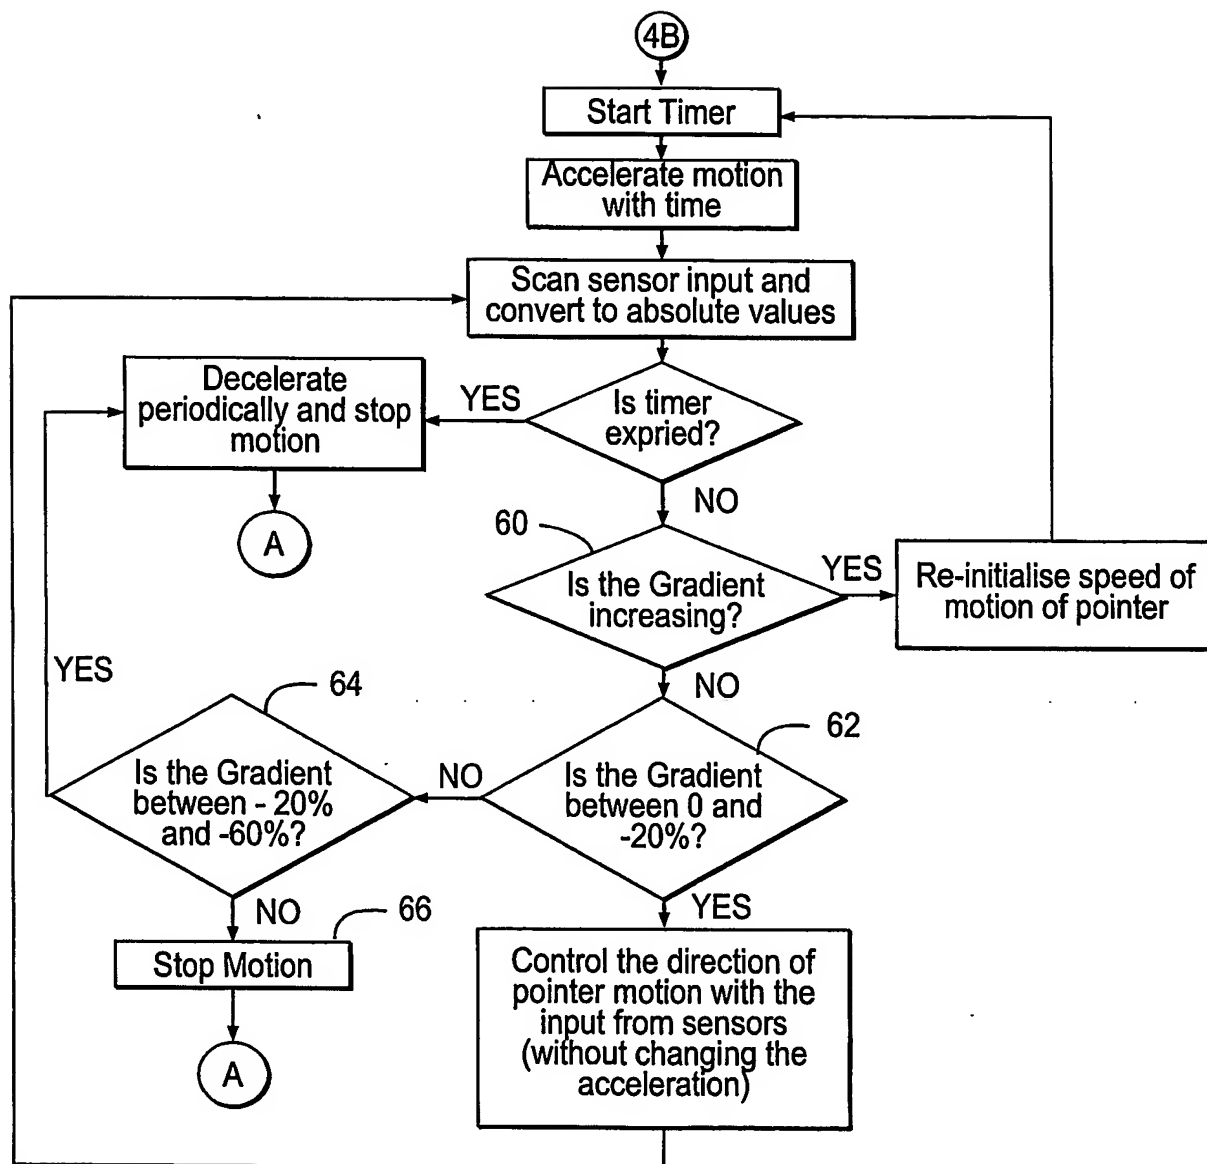 4B
Start Timer
Accelerate motion
with time
Scan sensor input and
convert to absolute values
Decelerate
periodically and stop
motion
YES
Is timer
expried?
A
NO
60
Is the Gradient
increasing?
YES
Re-initialise speed of
motion of pointer
NO
YES
64
Is the Gradient
between - 20%
and -60%?
NO
62
Is the Gradient
between 0 and
-20%?
NO
66
Stop Motion
A
YES
Control the direction of
pointer motion with the
input from sensors
(without changing the
acceleration)